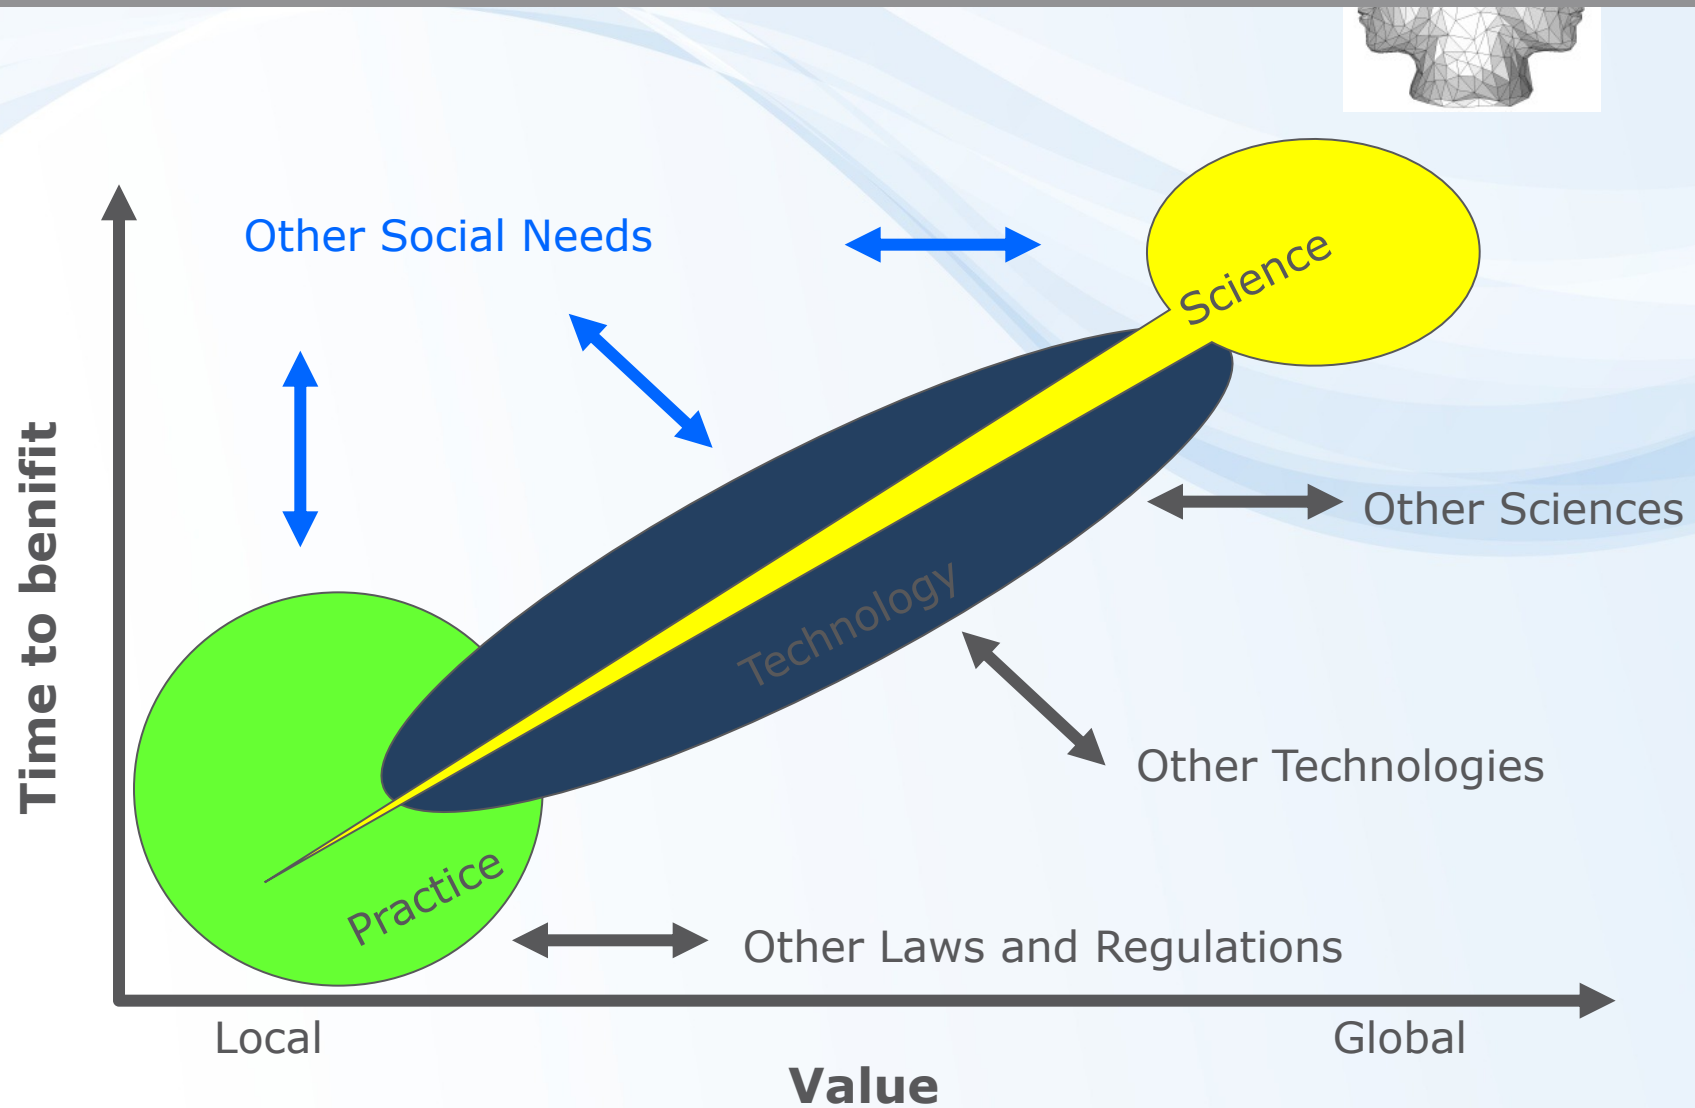 Other Social Needs
Science
Time to benifit
Other Sciences
Technology
Other Technologies
Practice
Other Laws and Regulations
Local
Global
Value